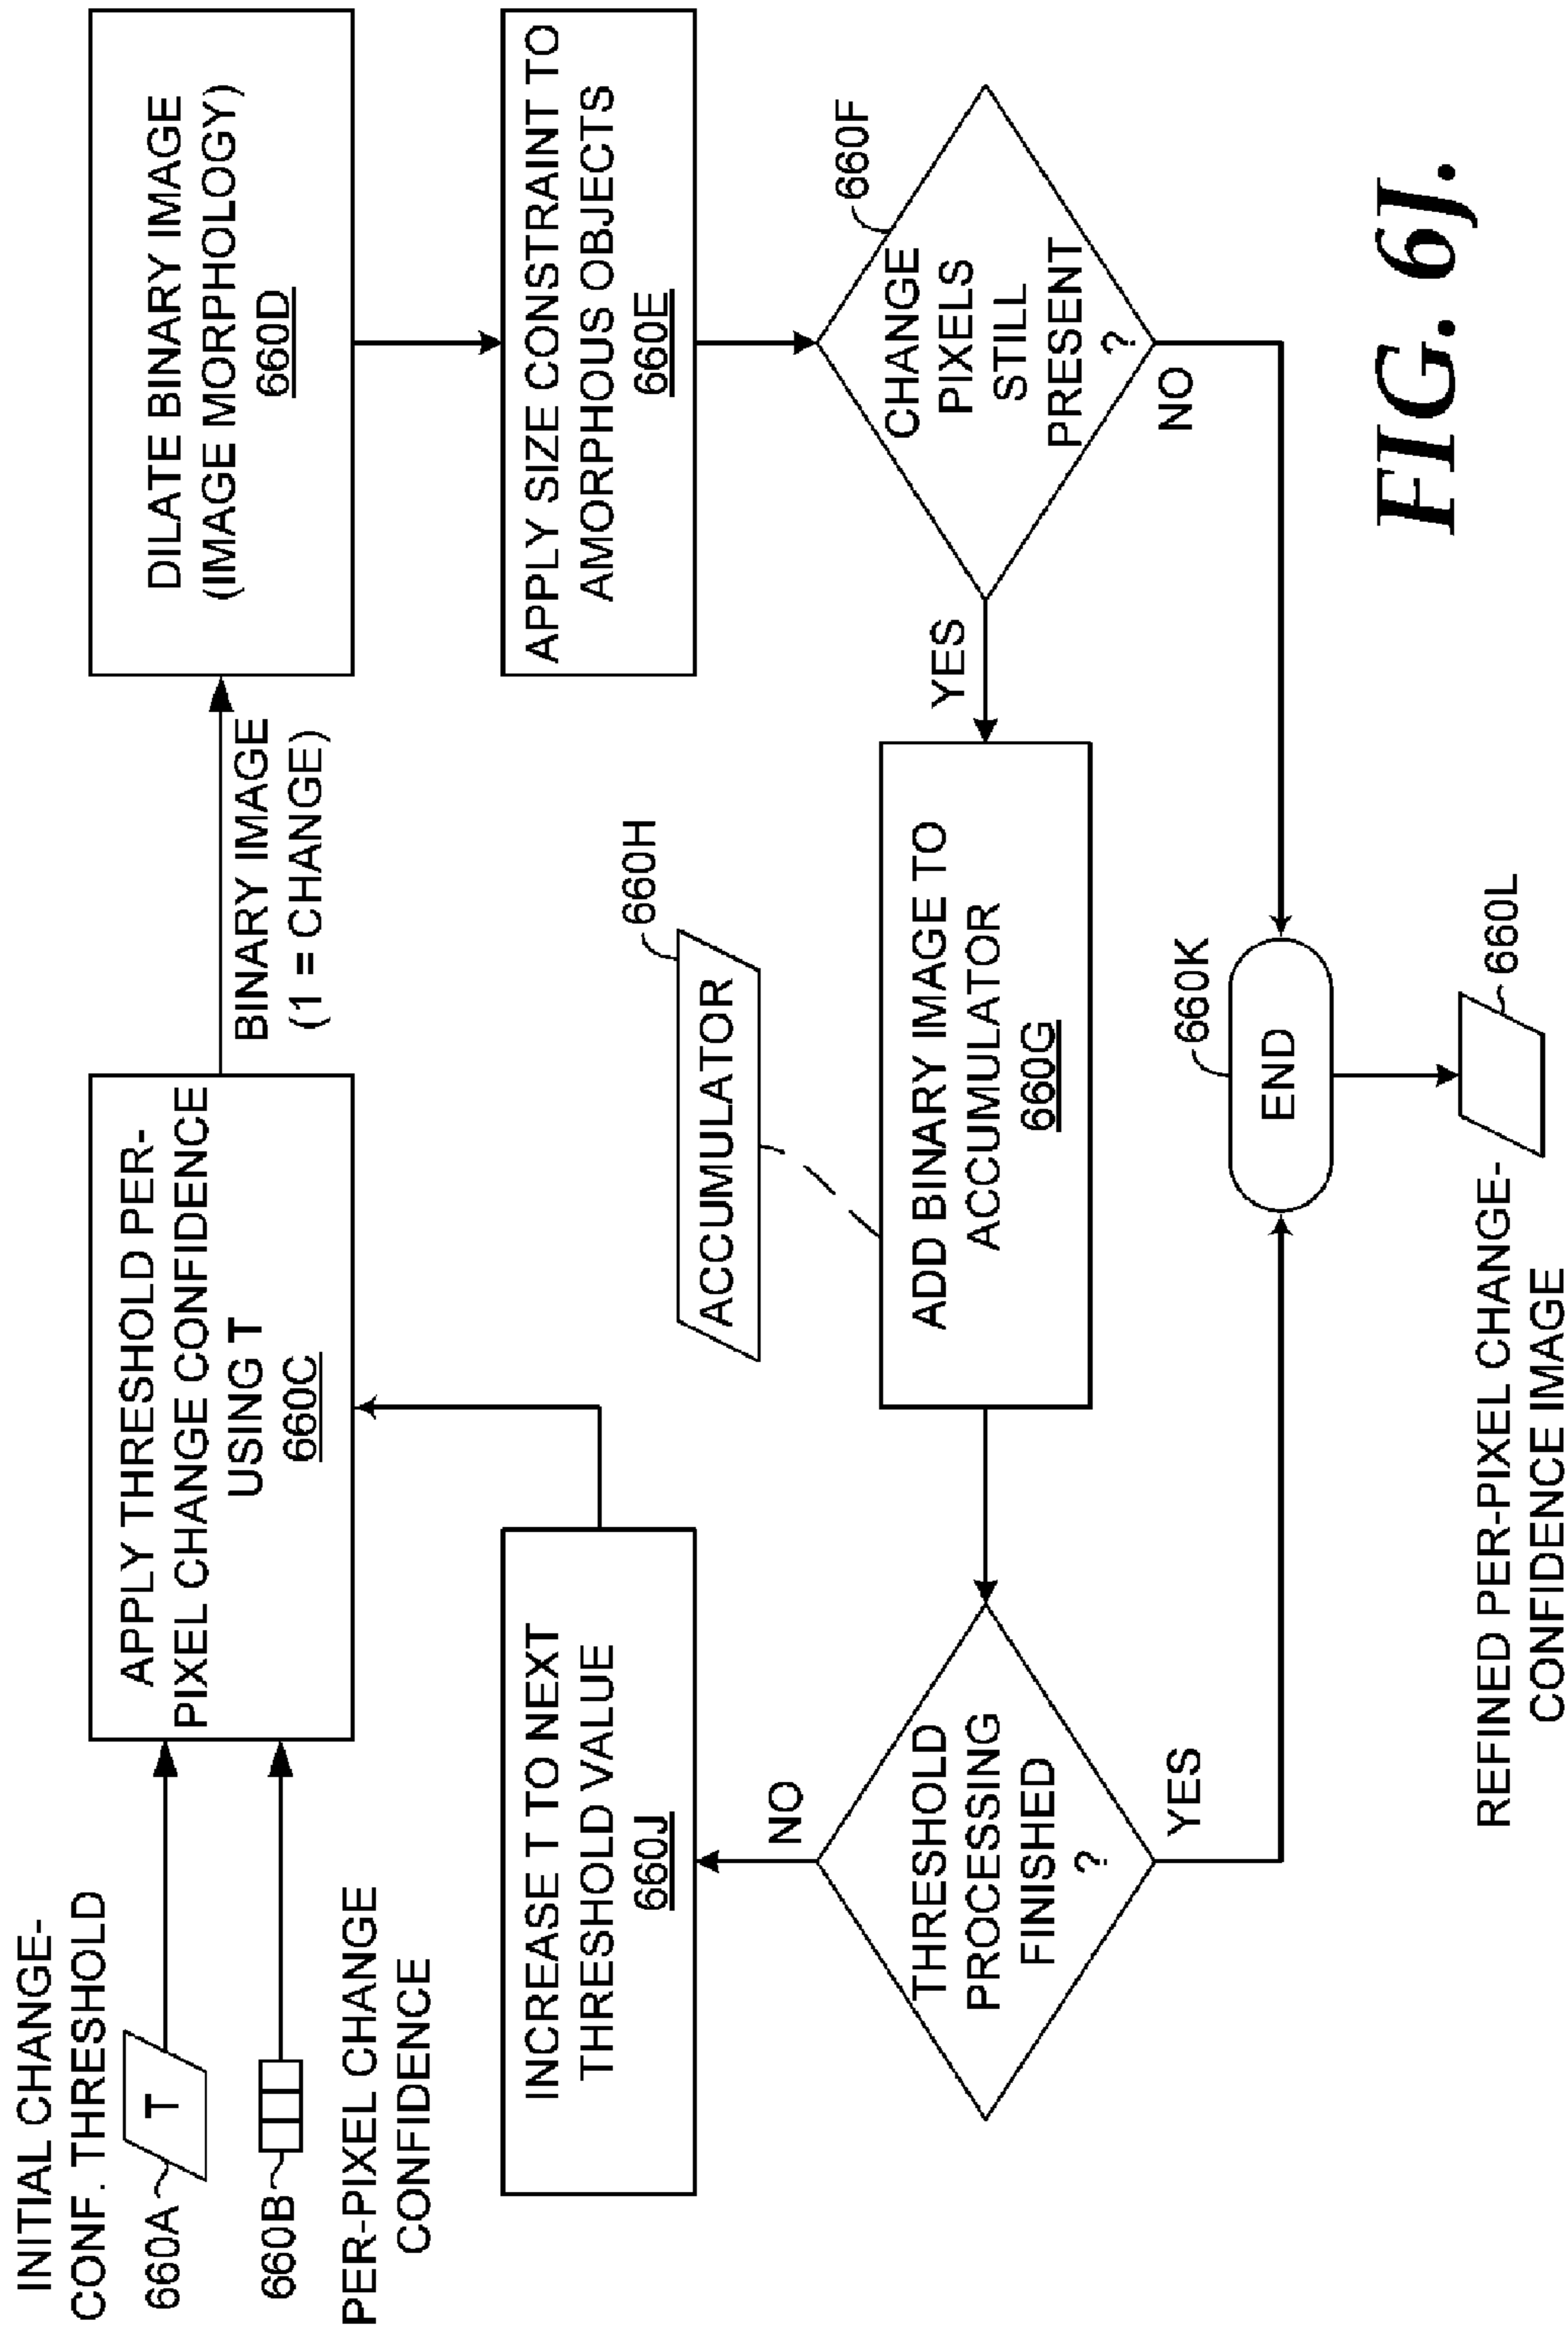 INITIAL CHANGE-
CONF. THRESHOLD
660A
T
660B
PER-PIXEL CHANGE
CONFIDENCE
APPLY THRESHOLD PER-
PIXEL CHANGE CONFIDENCE
USING T
660C
BINARY IMAGE
(1 = CHANGE)
DILATE BINARY IMAGE
(IMAGE MORPHOLOGY)
660D
APPLY SIZE CONSTRAINT TO
AMORPHOUS OBJECTS
660E
660F
CHANGE
PIXELS
STILL
PRESENT
?
YES
NO
660H
ACCUMULATOR
ADD BINARY IMAGE TO
ACCUMULATOR
660G
INCREASE T TO NEXT
THRESHOLD VALUE
660J
NO
THRESHOLD
PROCESSING
FINISHED
?
YES
660K
END
660L
REFINED PER-PIXEL CHANGE-
CONFIDENCE IMAGE
FIG. 6J.